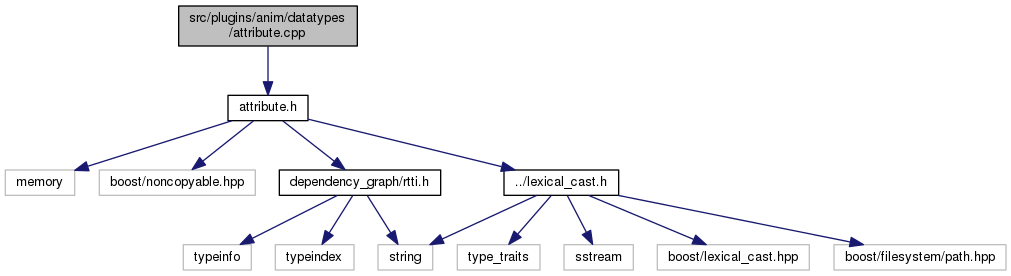 src/plugins/anim/datatypes
/attribute.cpp
attribute.h
memory
boost/noncopyable.hpp
dependency_graph/rtti.h
../lexical_cast.h
typeinfo
typeindex
string
type_traits
sstream
boost/lexical_cast.hpp
boost/filesystem/path.hpp